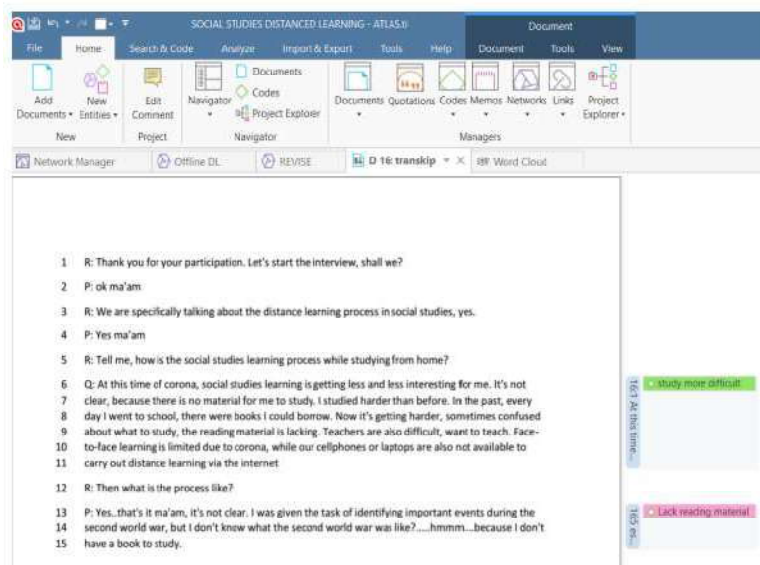 SOCIAL STUDIES DISTANCED LEARNING - ATLAS.ti
Document
File Home Search & Code Analyze Import & Export Tools Help Document Tools View
Add Documents
New Entities
Edit Comment
Navigator
Documents
Codes
Project Explorer
Documents Quotations Codes Memos Networks Links
Project Explorer
New Project Navigator Managers
Network Manager Offline DL REVISE D 16: transkip Word Cloud
1 R: Thank you for your participation. Let's start the interview, shall we?
2 P: ok ma'am
3 R: We are specifically talking about the distance learning process in social studies, yes.
4 P: Yes ma'am
5 R: Tell me, how is the social studies learning process while studying from home?
6 Q: At this time of corona, social studies learning is getting less and less interesting for me. It's not
7 clear, because there is no material for me to study. I studied harder than before. In the past, every
8 day I went to school, there were books I could borrow. Now it's getting harder, sometimes confused
9 about what to study, the reading material is lacking. Teachers are also difficult, want to teach. Face-
10 to-face learning is limited due to corona, while our cellphones or laptops are also not available to
11 carry out distance learning via the internet
12 R: Then what is the process like?
13 P: Yes..that's it ma'am, it's not clear. I was given the task of identifying important events during the
14 second world war, but I don't know what the second world war was like?.....hmmm...because I don't
15 have a book to study.
16:1 At this time...
study more difficult
16:5 es...
Lack reading material